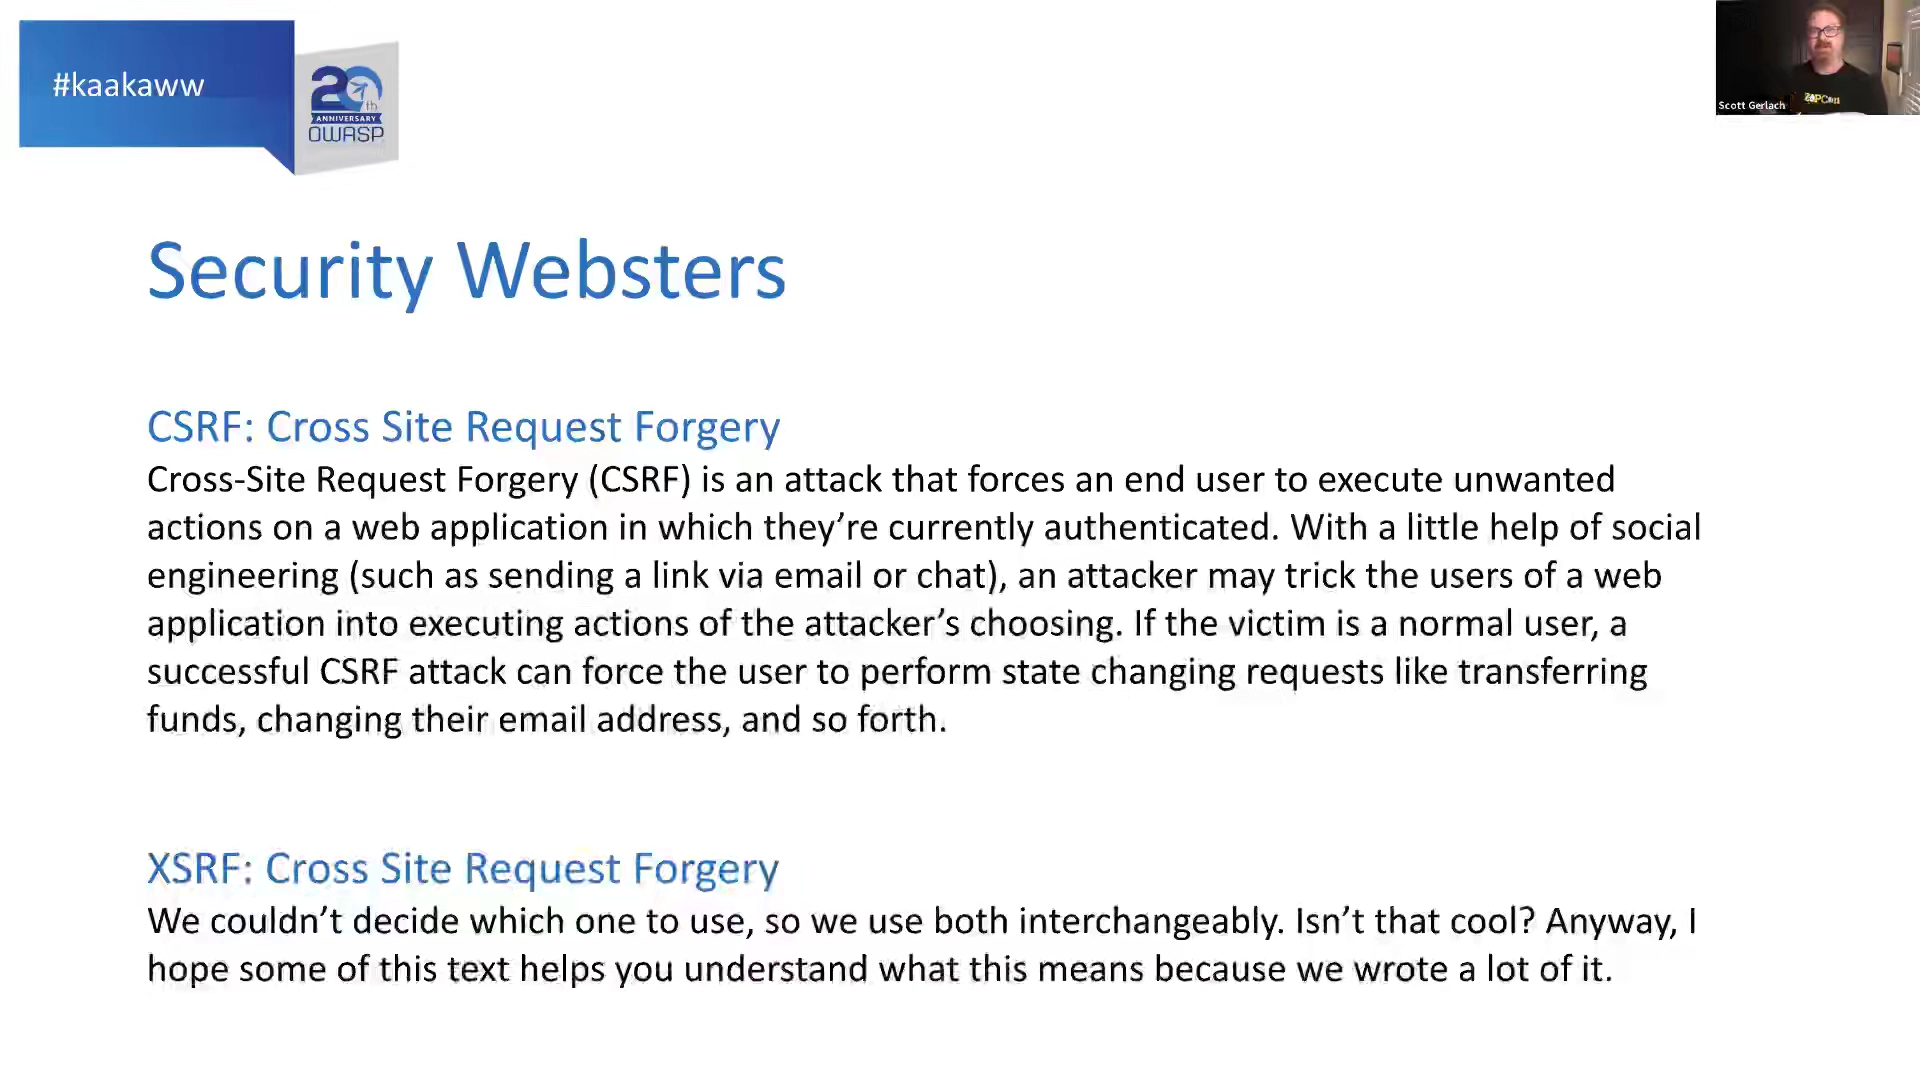 #kaakaww
20th
ANNIVERSARY
OWASP
Scott Gerlach
ZAPCon
Security Websters
CSRF: Cross Site Request Forgery
Cross-Site Request Forgery (CSRF) is an attack that forces an end user to execute unwanted
actions on a web application in which they’re currently authenticated. With a little help of social
engineering (such as sending a link via email or chat), an attacker may trick the users of a web
application into executing actions of the attacker’s choosing. If the victim is a normal user, a
successful CSRF attack can force the user to perform state changing requests like transferring
funds, changing their email address, and so forth.
XSRF: Cross Site Request Forgery
We couldn’t decide which one to use, so we use both interchangeably. Isn’t that cool? Anyway, I
hope some of this text helps you understand what this means because we wrote a lot of it.